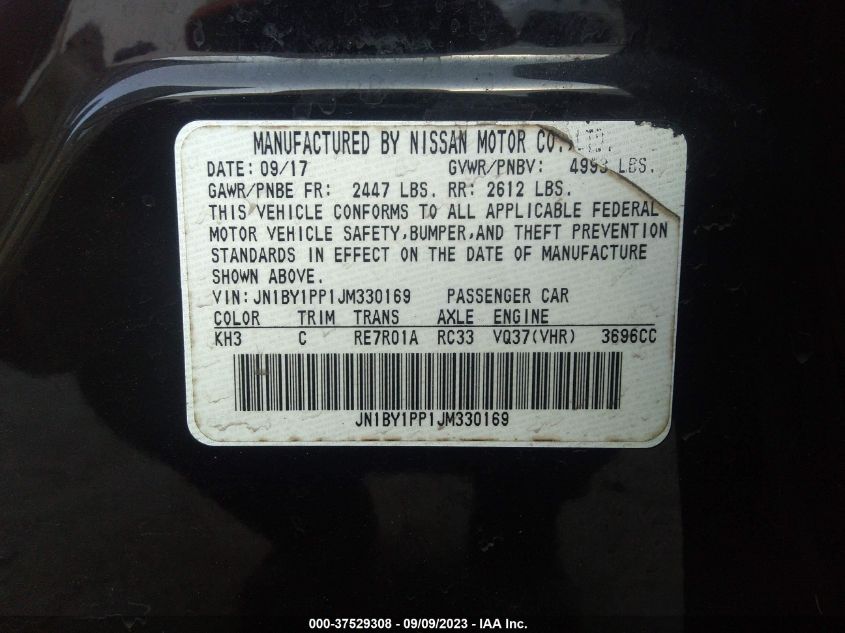 MANUFACTURED BY NISSAN MOTOR CO.,LTD.
DATE: 09/17 GVWR/PNBV: 4993 LBS.
GAWR/PNBE FR: 2447 LBS. RR: 2612 LBS.
THIS VEHICLE CONFORMS TO ALL APPLICABLE FEDERAL
MOTOR VEHICLE SAFETY,BUMPER,AND THEFT PREVENTION
STANDARDS IN EFFECT ON THE DATE OF MANUFACTURE
SHOWN ABOVE.
VIN: JN1BY1PP1JM330169 PASSENGER CAR
COLOR TRIM TRANS AXLE ENGINE
KH3 C RE7R01A RC33 VQ37(VHR) 3696CC
JN1BY1PP1JM330169
000-37529308 - 09/09/2023 - IAA Inc.